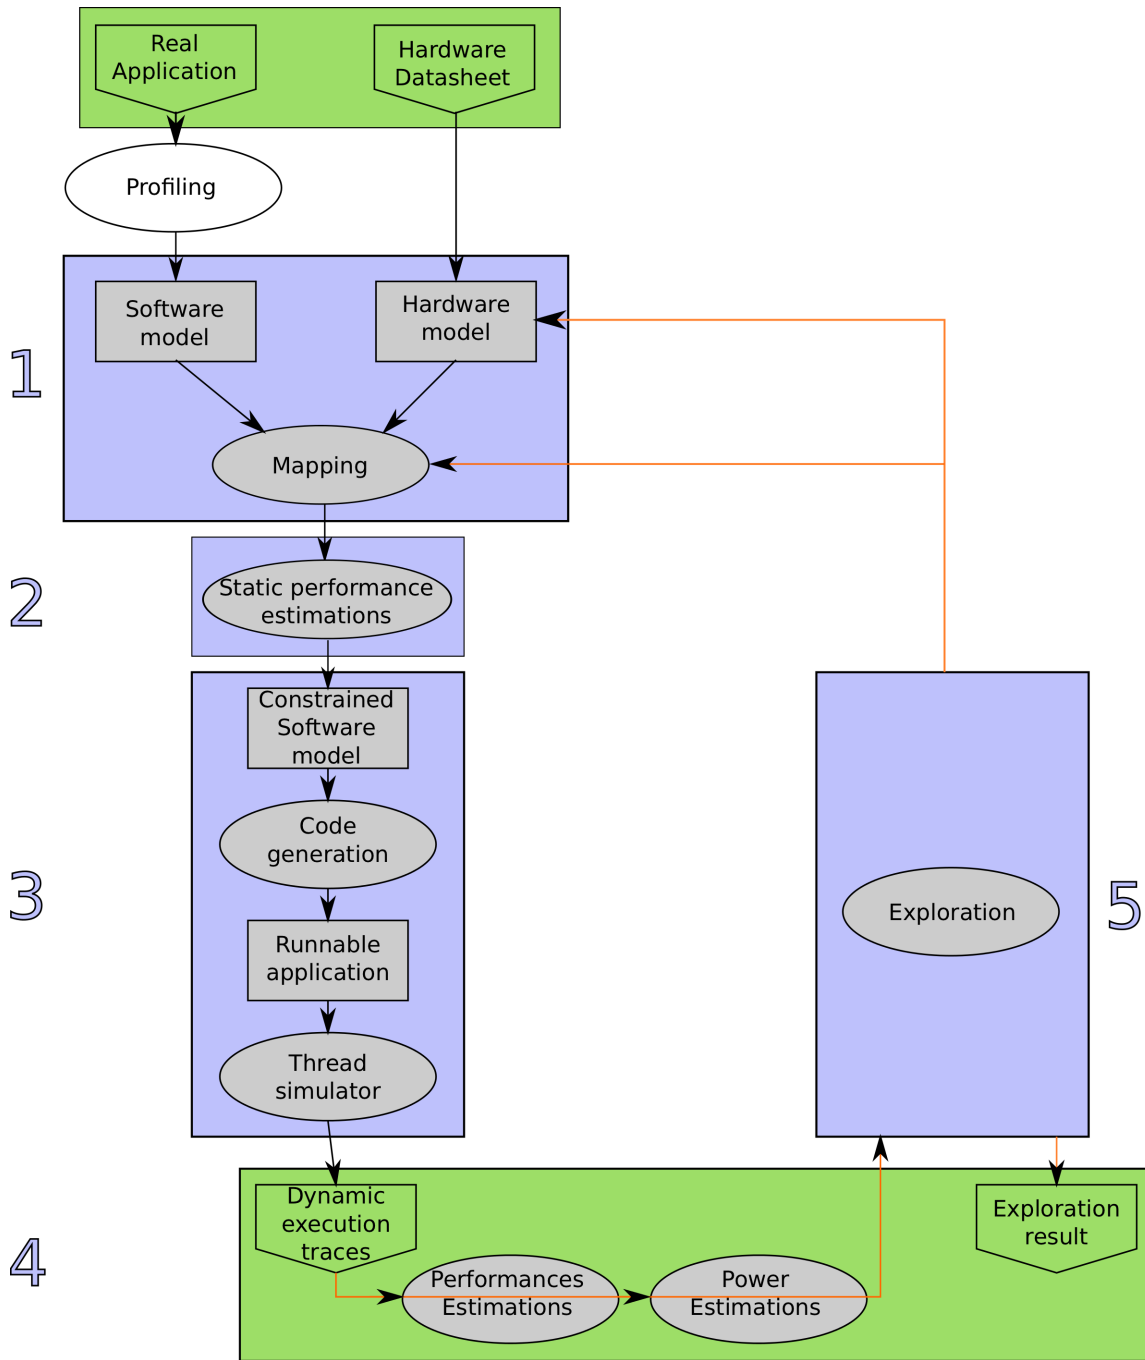 Real
Application
Hardware
Datasheet
Profiling
Software
model
Hardware
model
1
Mapping
2
Static performance
estimations
Constrained
Software
model
Code
generation
3
Runnable
application
Exploration
5
Thread
simulator
Dynamic
execution
traces
Exploration
result
4
Performances
Estimations
Power
Estimations